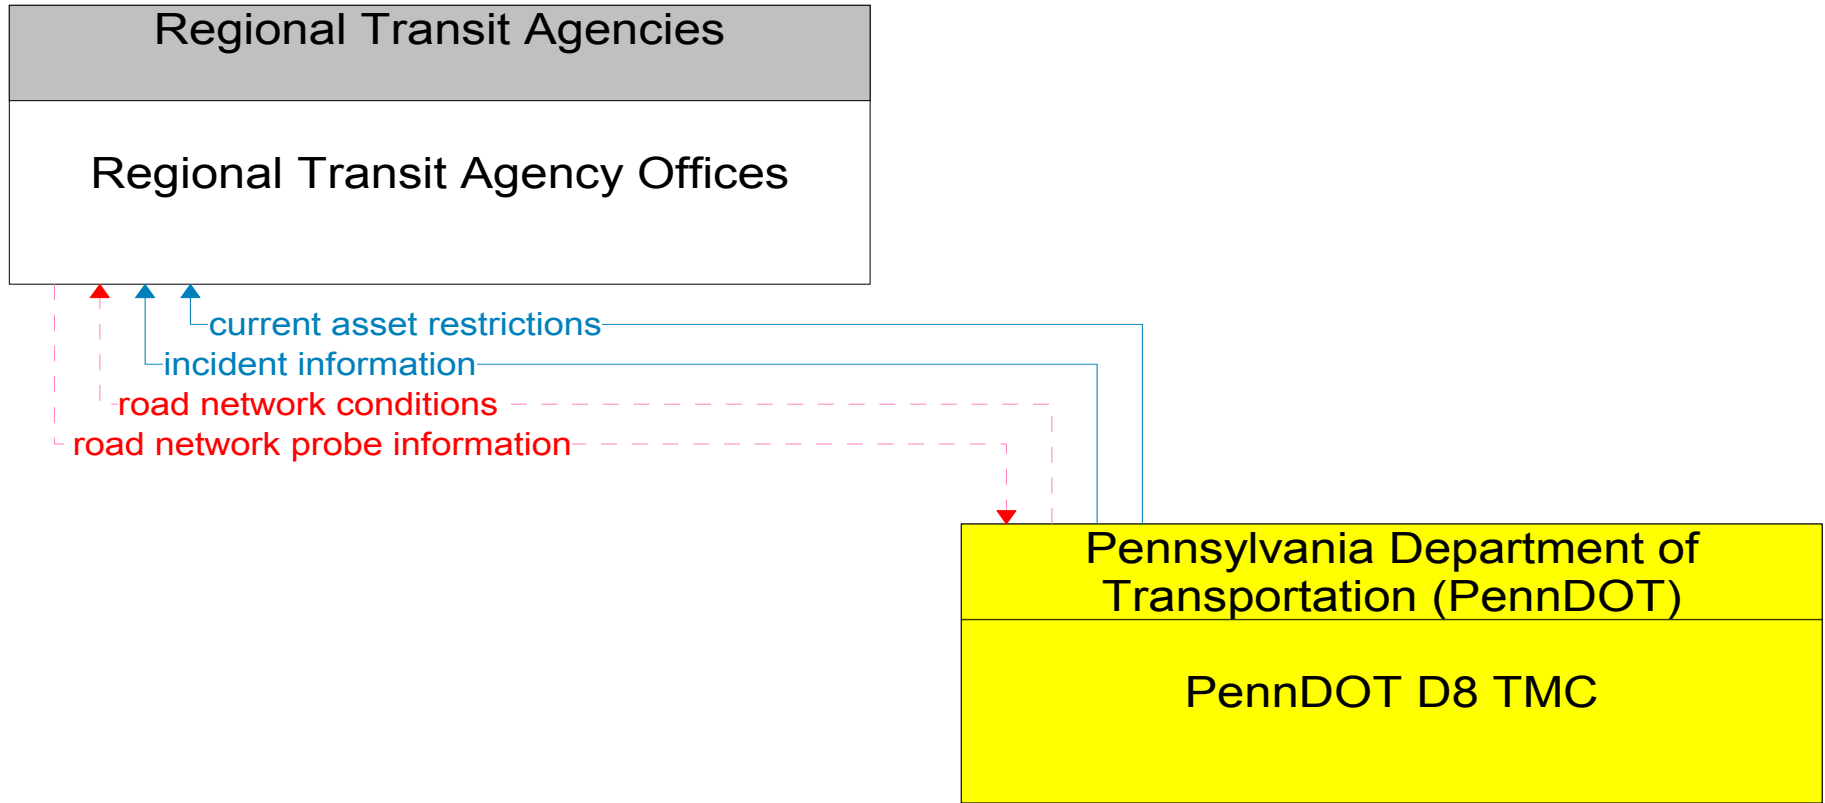 Regional Transit Agencies
Regional Transit Agency Offices
current asset restrictions
incident information
road network conditions
road network probe information
Pennsylvania Department of
Transportation (PennDOT)
PennDOT D8 TMC